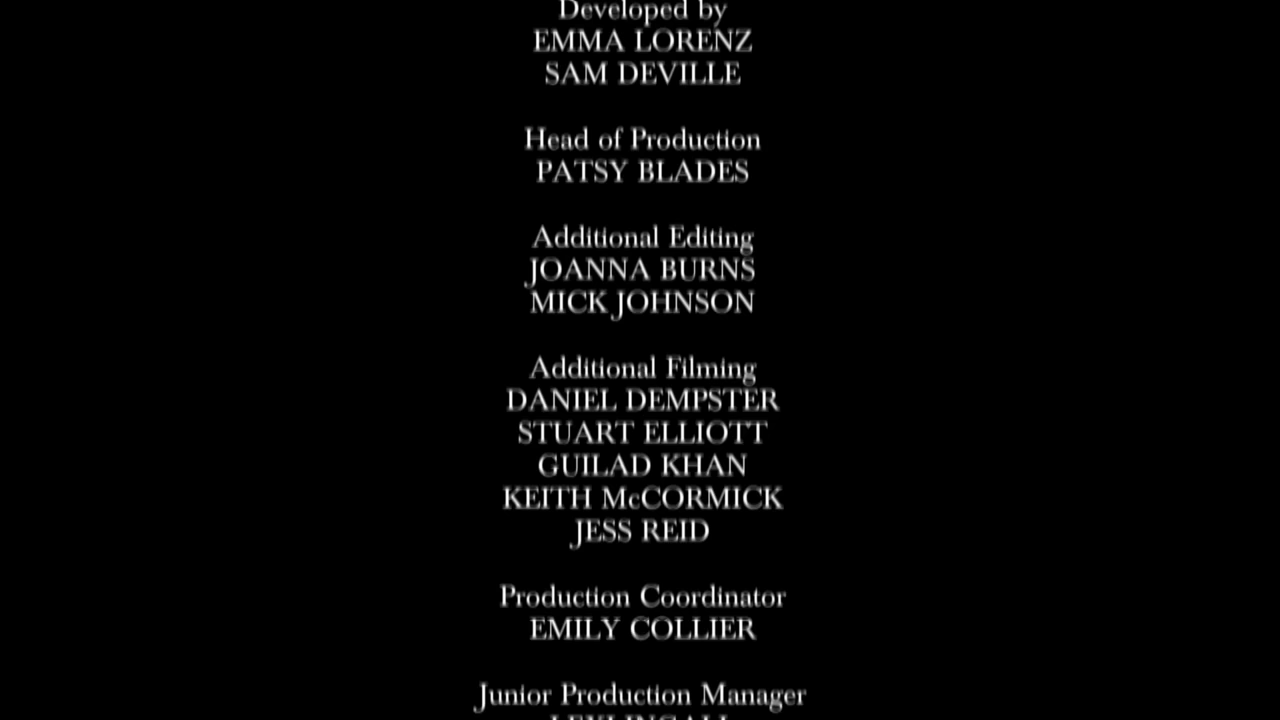 Developed by
EMMA LORENZ
SAM DEVILLE
Head of Production
PATSY BLADES
Additional Editing
JOANNA BURNS
MICK JOHNSON
Additional Filming
DANIEL DEMPSTER
STUART ELLIOTT
GUILAD KHAN
KEITH McCORMICK
JESS REID
Production Coordinator
EMILY COLLIER
Junior Production Manager